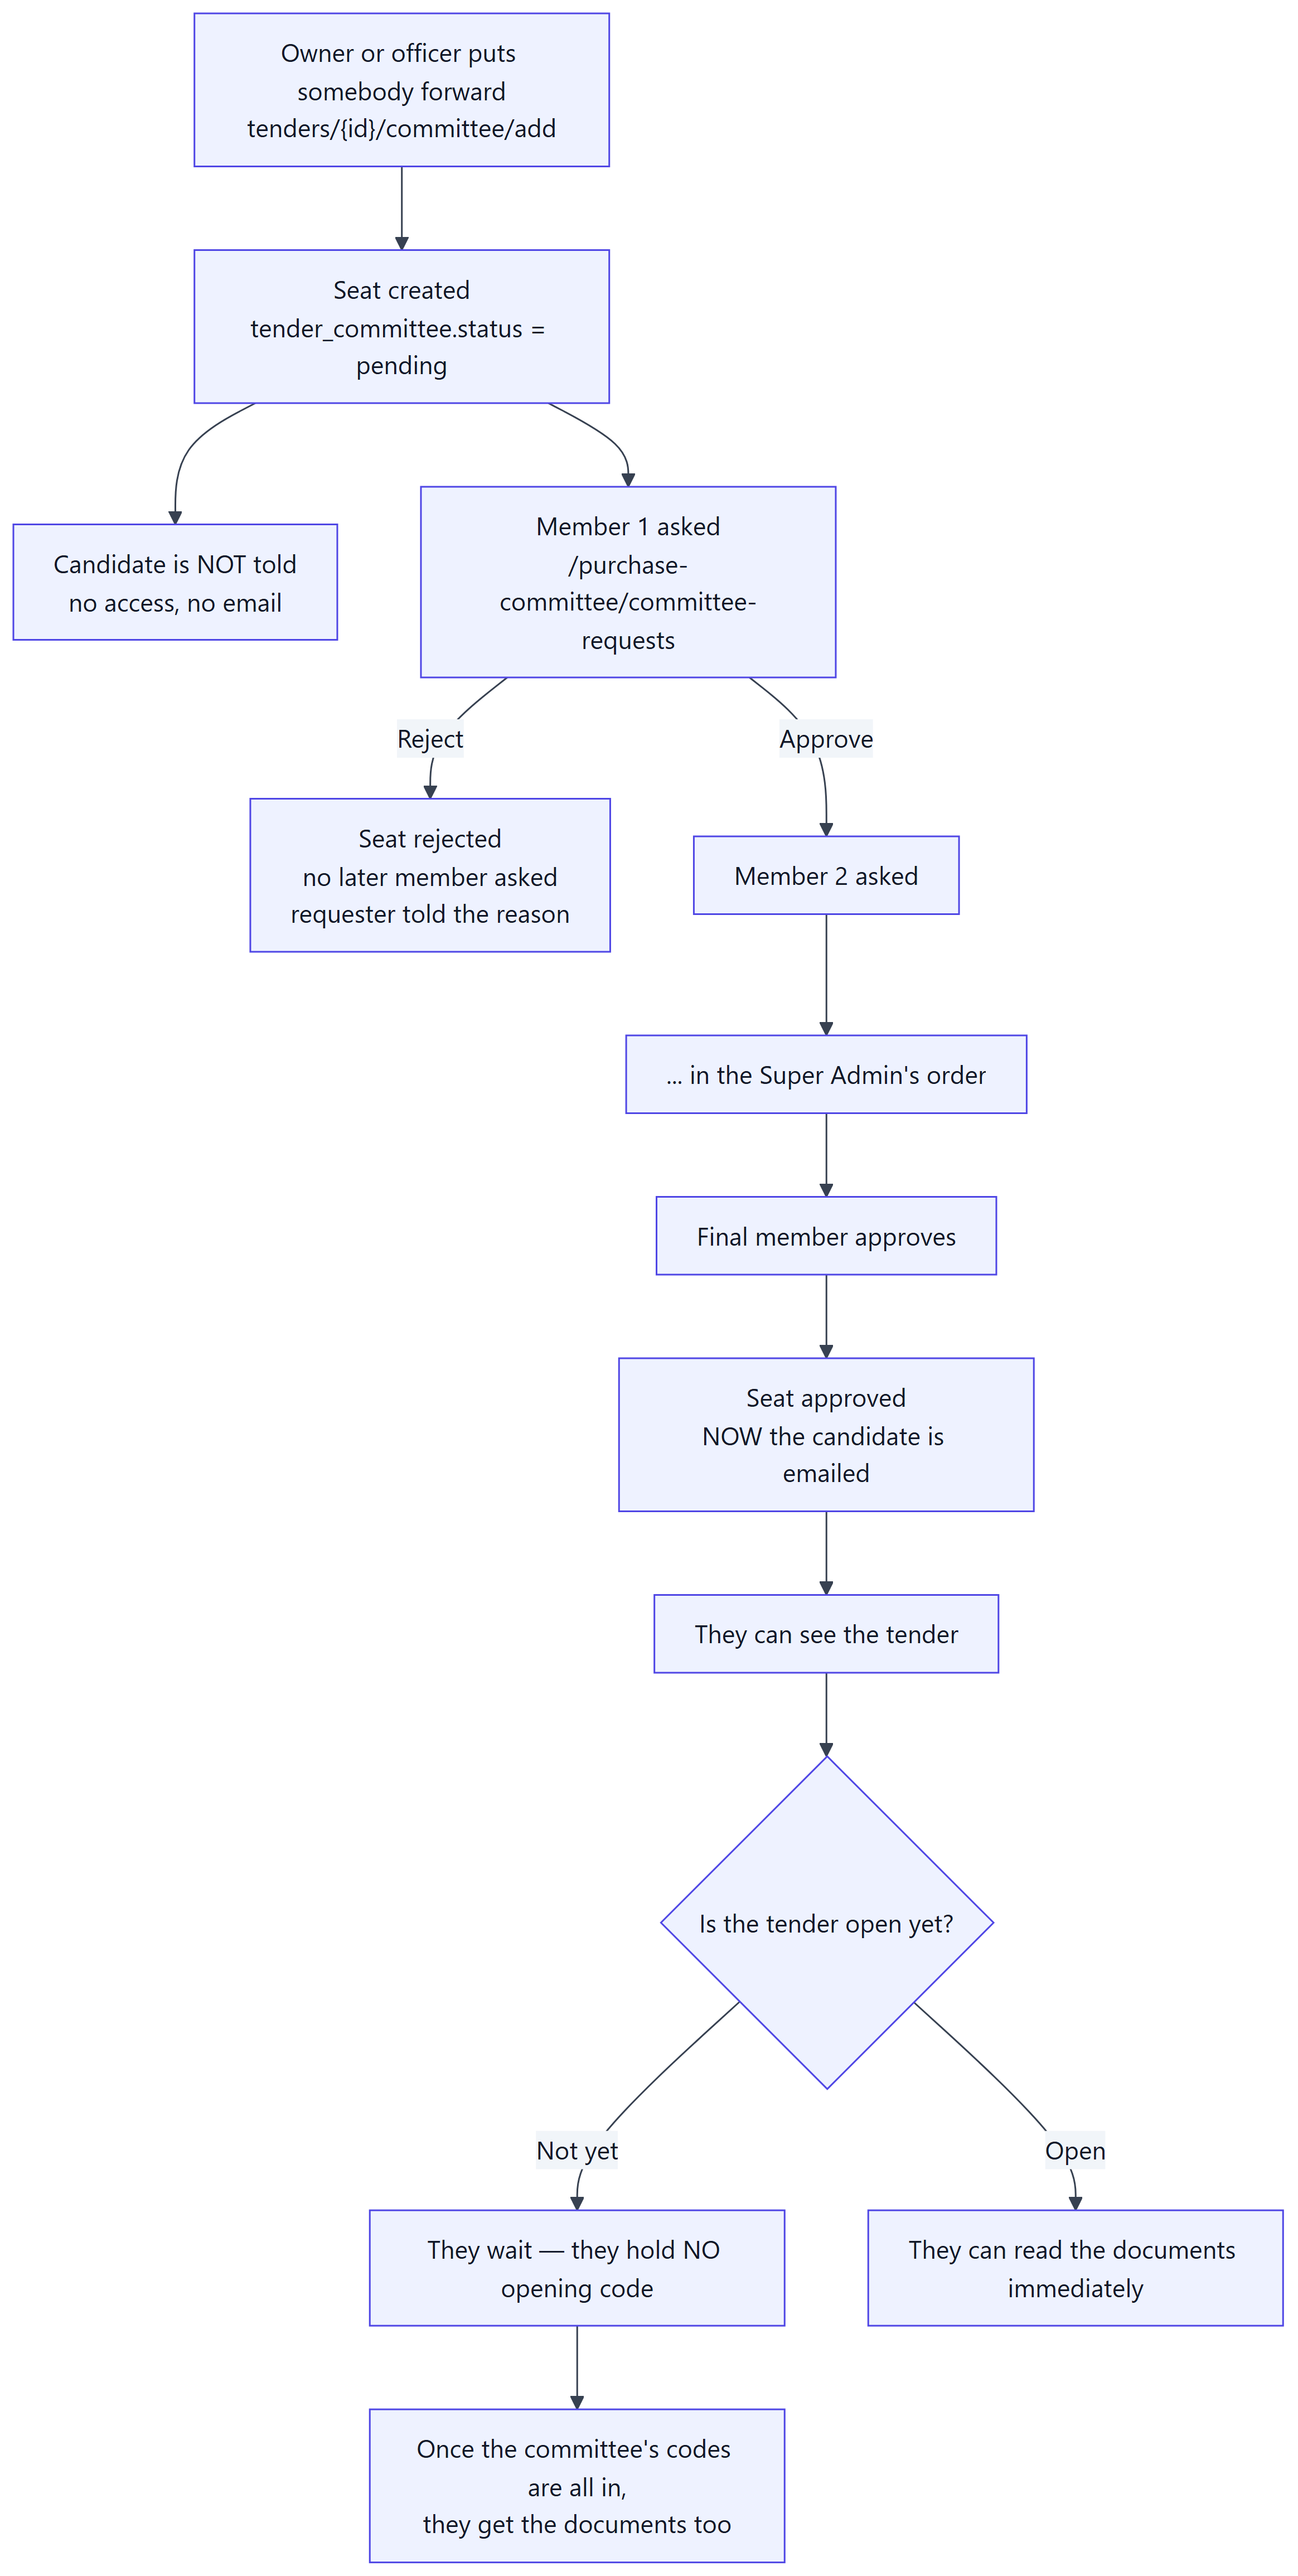 Owner or officer puts
somebody forward
tenders/{id}/committee/add
Seat created
tender_committee.status =
pending
Candidate is NOT told
no access, no email
Member 1 asked
/purchase-
committee/committee-
requests
Reject
Approve
Seat rejected
no later member asked
requester told the reason
Member 2 asked
... in the Super Admin's order
Final member approves
Seat approved
NOW the candidate is
emailed
They can see the tender
Is the tender open yet?
Not yet
Open
They wait — they hold NO
opening code
They can read the documents
immediately
Once the committee's codes
are all in,
they get the documents too